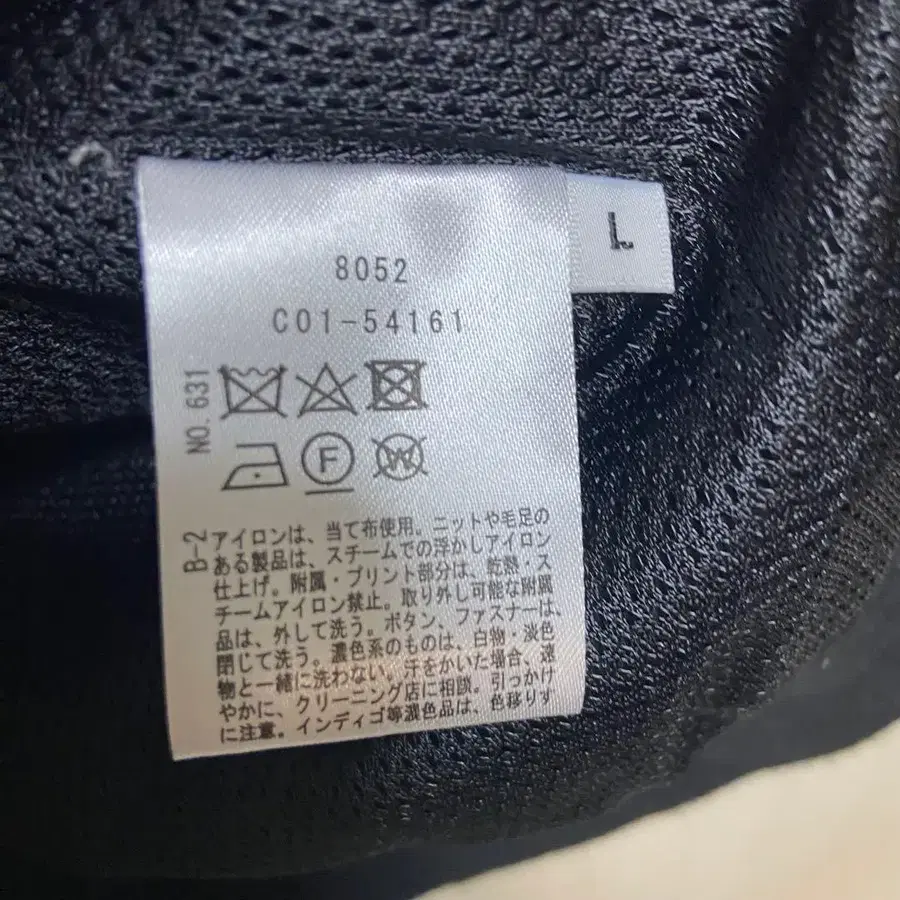 L
8052
C01-54161
NO.631
F
W
B-2
アイロンは、当て布使用。ニットや毛足の
ある製品は、スチームでの浮かしアイロン
仕上げ。附属・プリント部分は、乾熱・ス
チームアイロン禁止。取り外し可能な附属
品は、外して洗う。ボタン、ファスナーは、
閉じて洗う。濃色系のものは、白物・淡色
物と一緒に洗わない。汗をかいた場合、速
やかに、クリーニング店に相談。引っかけ
に注意。インディゴ等濃色品は、色移りす